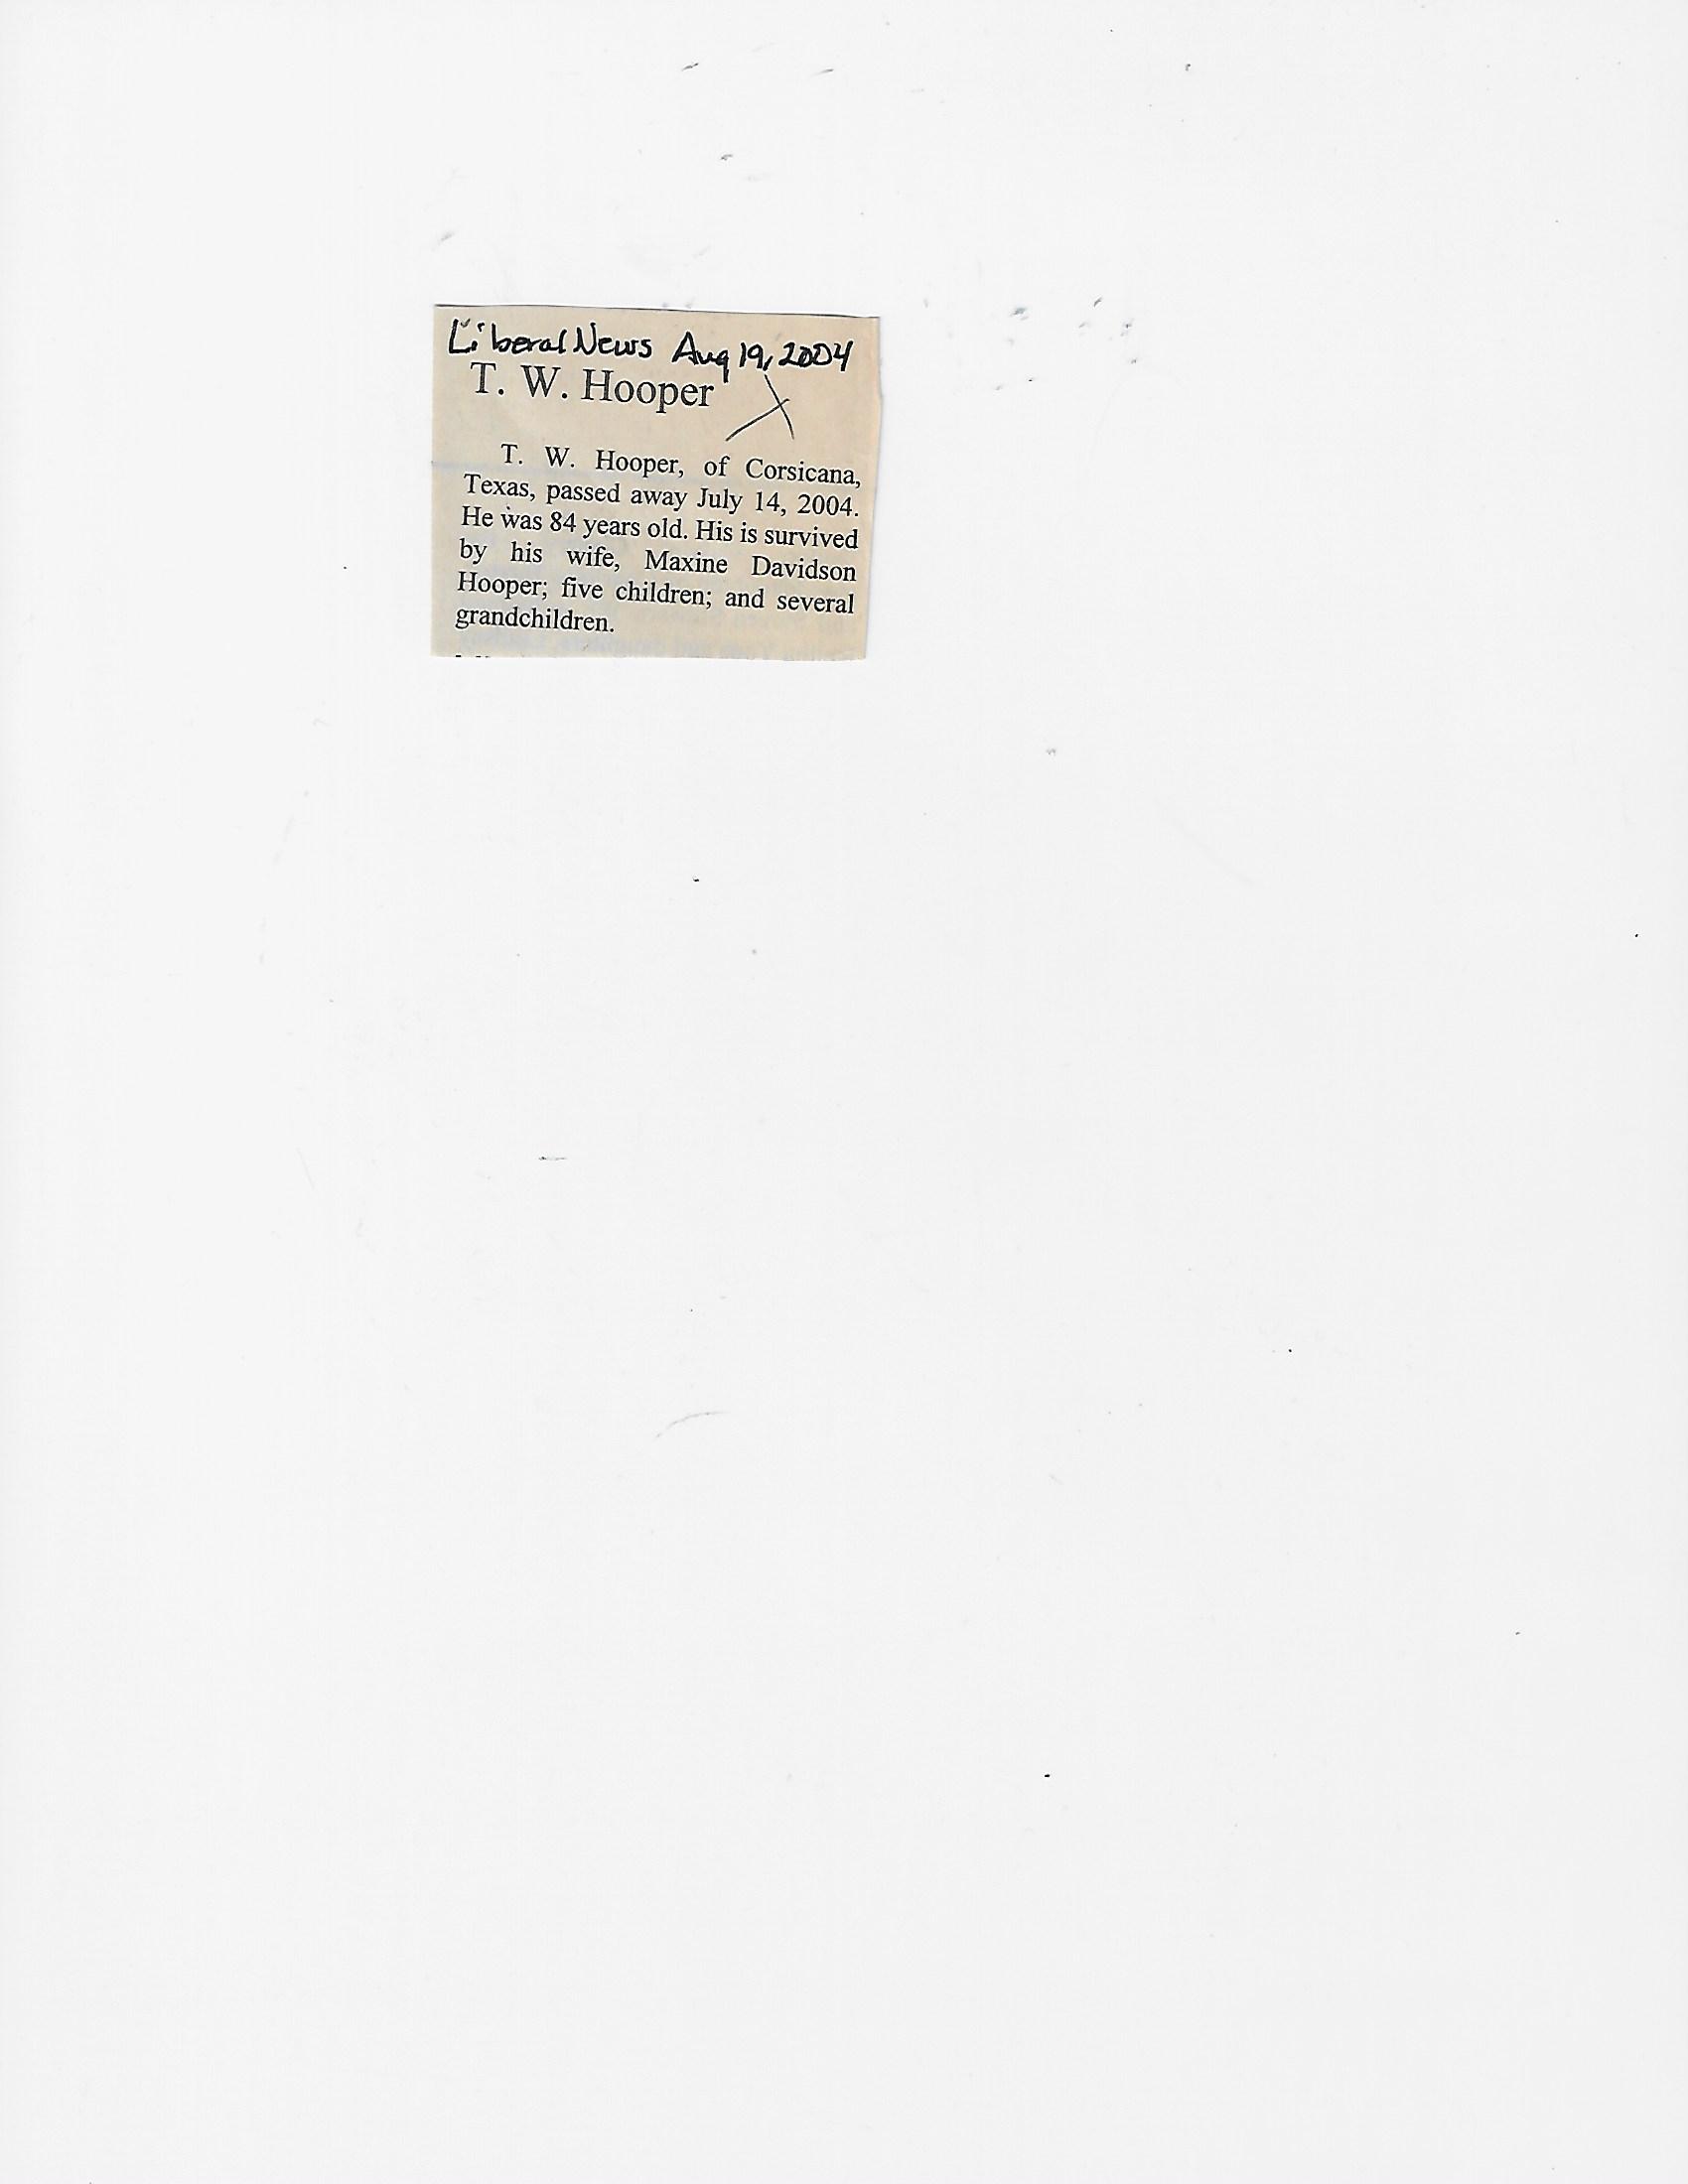 Liberal News Aug 19, 2004
T. W. Hooper
T. W. Hooper, of Corsicana,
Texas, passed away July 14, 2004.
He was 84 years old. His is survived
by his wife, Maxine Davidson
Hooper; five children; and several
grandchildren.